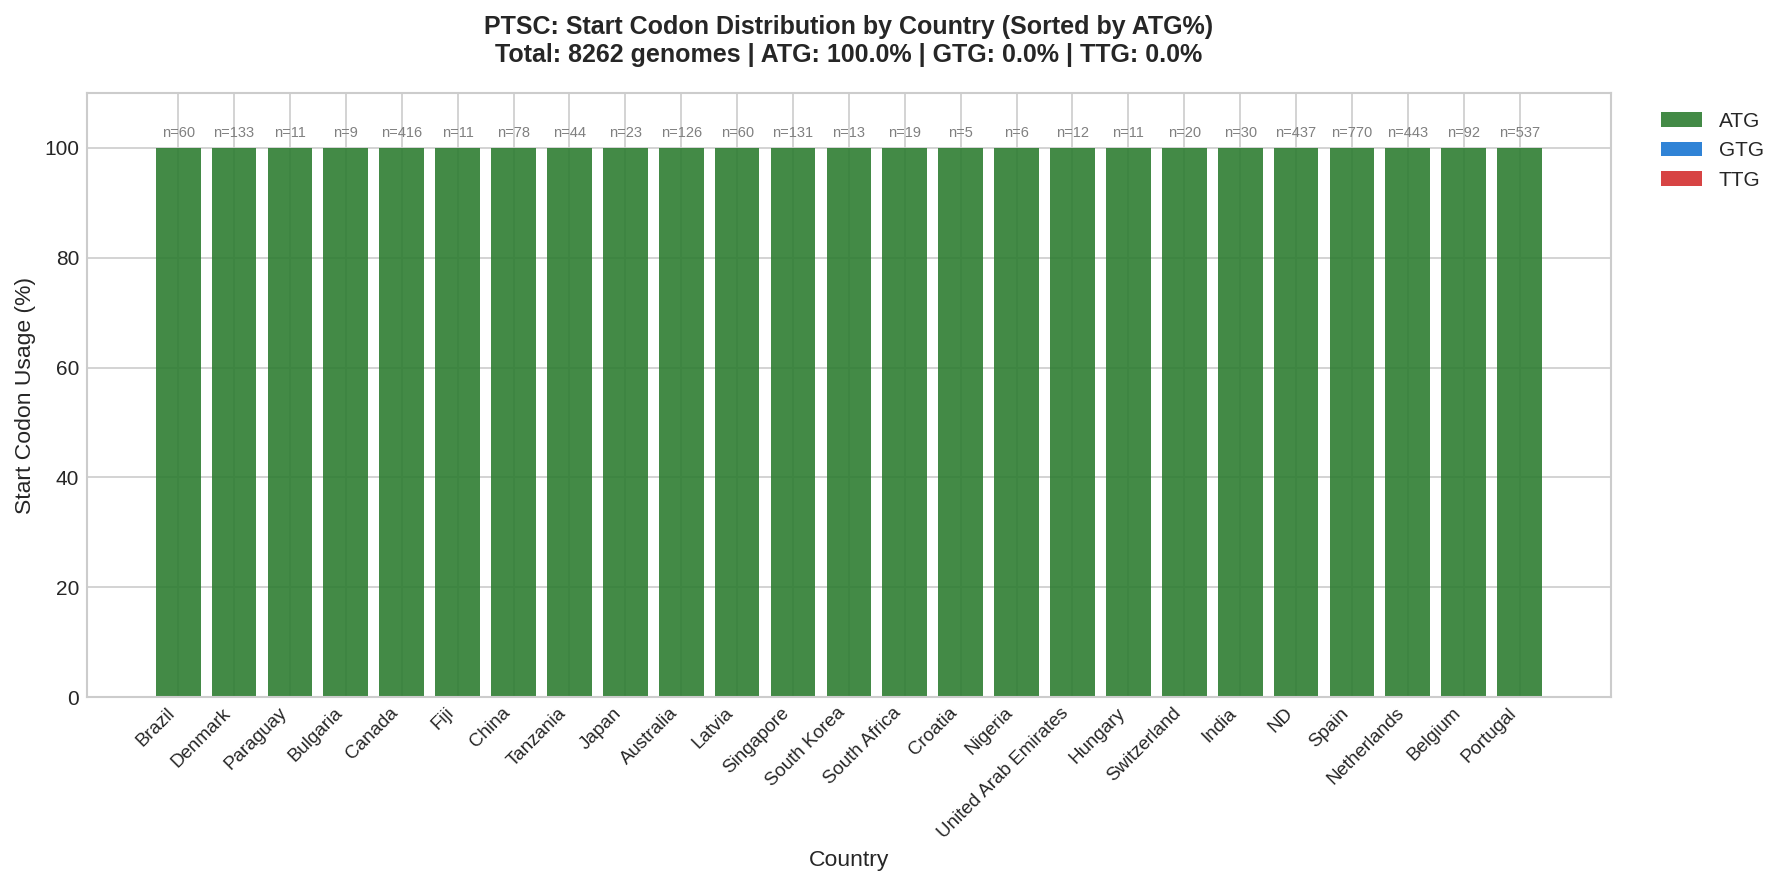 PTSC: Start Codon Distribution by Country (Sorted by ATG%)
Total: 8262 genomes | ATG: 100.0% | GTG: 0.0% | TTG: 0.0%
n=60 n=133 n=11 n=9 n=416 n=11 n=78 n=44 n=23 n=126 n=60 n=131 n=13 n=19 n=5 n=6 n=12 n=11 n=20 n=30 n=437 n=770 n=443 n=92 n=537
ATG
GTG
TTG
Start Codon Usage (%)
100
80
60
40
20
0
Brazil
Denmark
Paraguay
Bulgaria
Canada
Fiji
China
Tanzania
Japan
Australia
Latvia
Singapore
South Korea
South Africa
Croatia
Nigeria
United Arab Emirates
Hungary
Switzerland
India
ND
Spain
Netherlands
Belgium
Portugal
Country